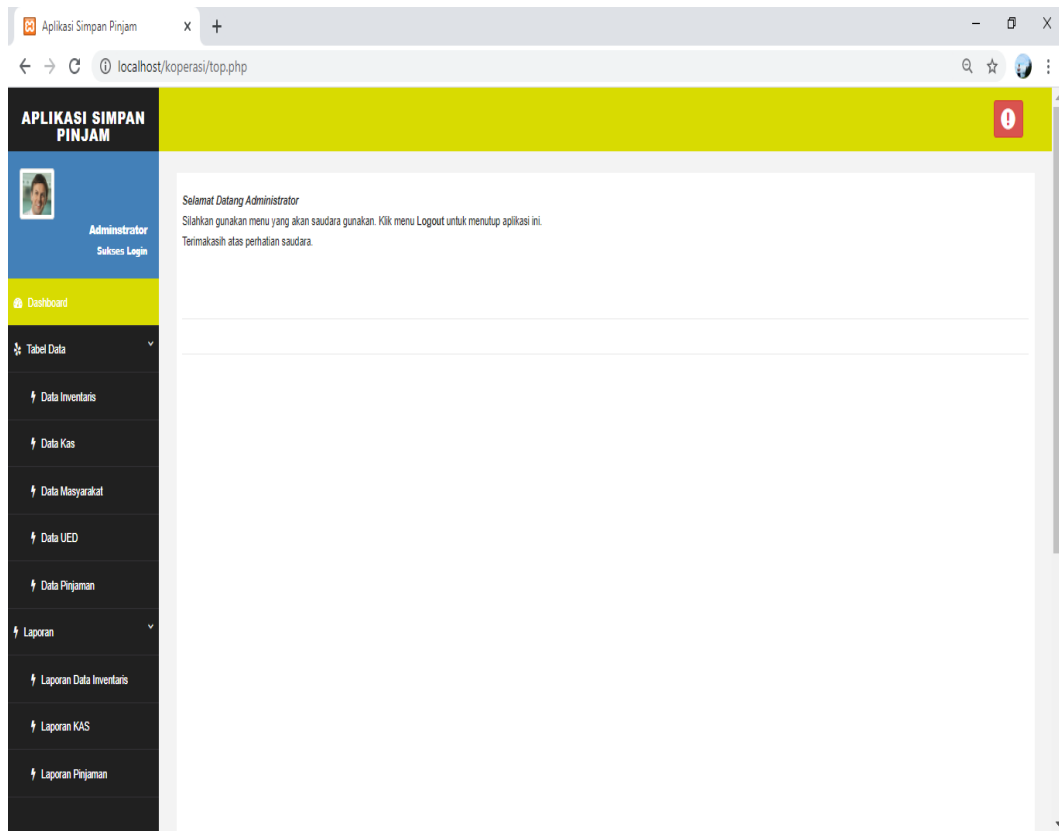 Aplikasi Simpan Pinjam
localhost/koperasi/top.php
APLIKASI SIMPAN
PINJAM
Adminstrator
Sukses Login
Selamat Datang Administrator
Silahkan gunakan menu yang akan saudara gunakan. Klik menu Logout untuk menutup aplikasi ini.
Terimakasih atas perhatian saudara.
Dashboard
Tabel Data
Data Inventaris
Data Kas
Data Masyarakat
Data UED
Data Pinjaman
Laporan
Laporan Data Inventaris
Laporan KAS
Laporan Pinjaman